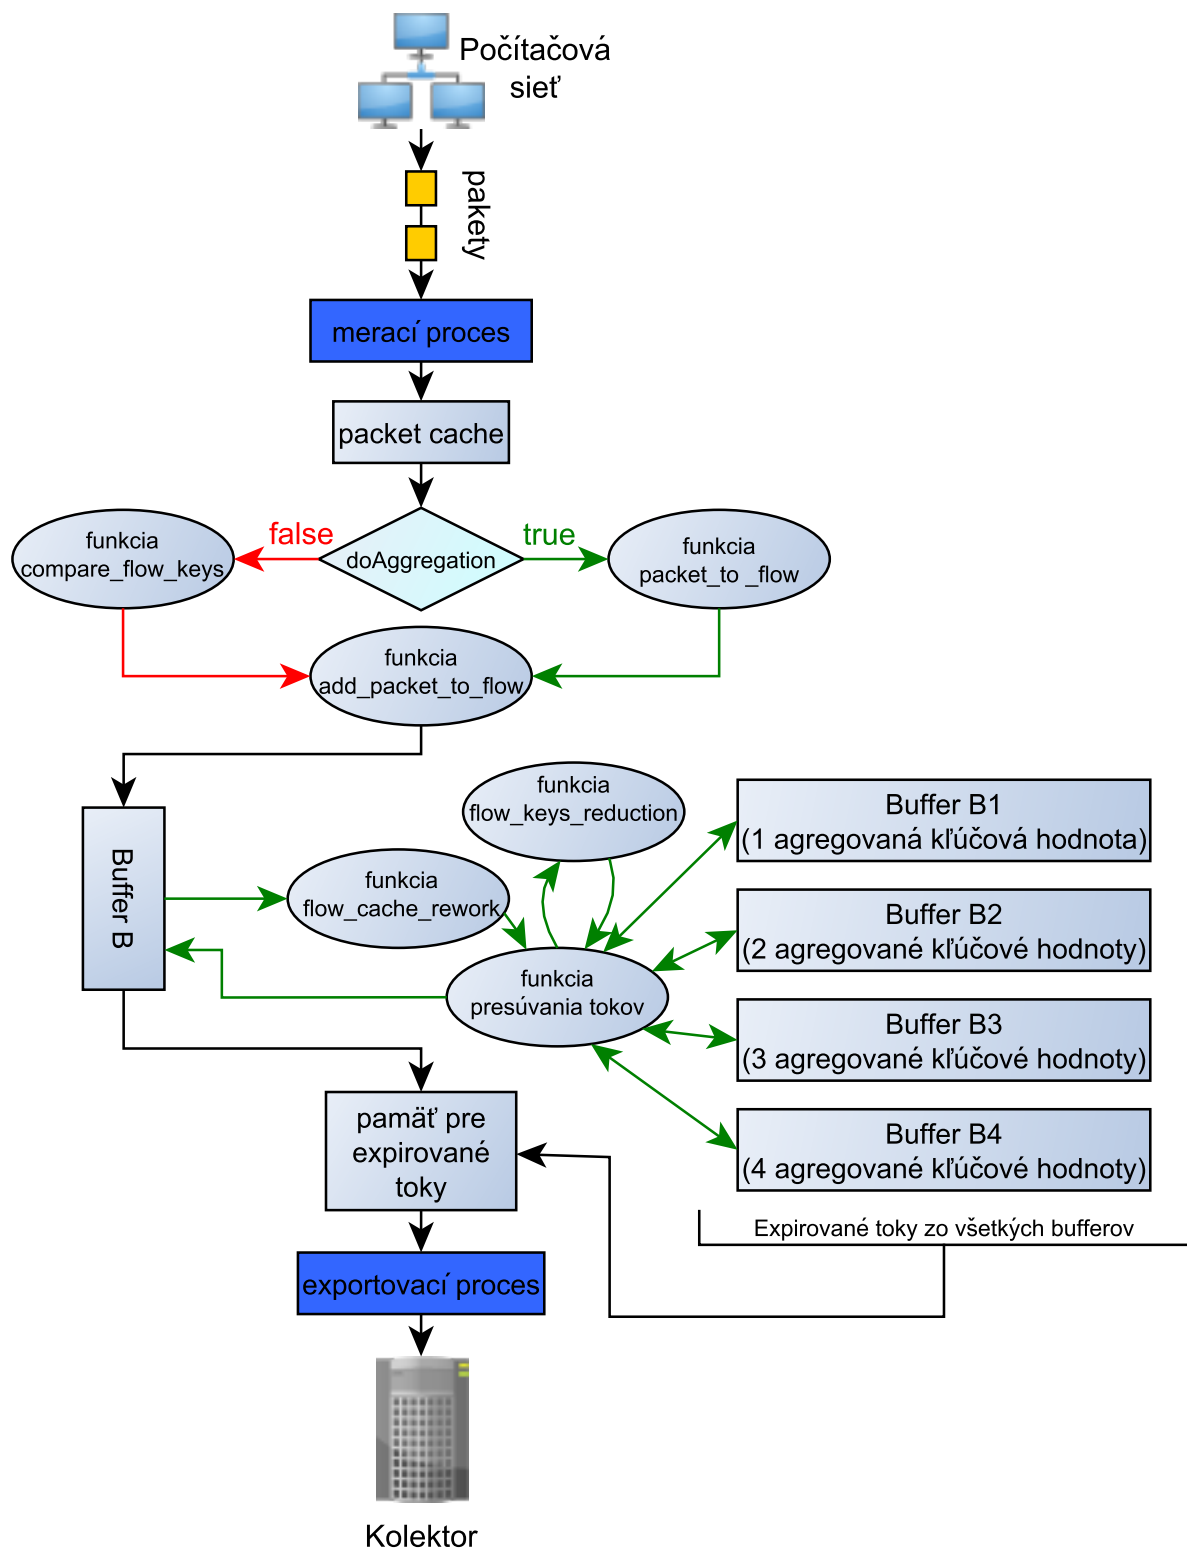 Počítačová
sieť
pakety
merací proces
packet cache
false
true
doAggregation
funkcia
compare_flow_keys
funkcia
packet_to _flow
funkcia
add_packet_to_flow
funkcia
flow_keys_reduction
Buffer B1
(1 agregovaná kľúčová hodnota)
Buffer B
funkcia
flow_cache_rework
Buffer B2
(2 agregované kľúčové hodnoty)
funkcia
presúvania tokov
Buffer B3
(3 agregované kľúčové hodnoty)
Buffer B4
(4 agregované kľúčové hodnoty)
pamäť pre
expirované
toky
Expirované toky zo všetkých bufferov
exportovací proces
Kolektor